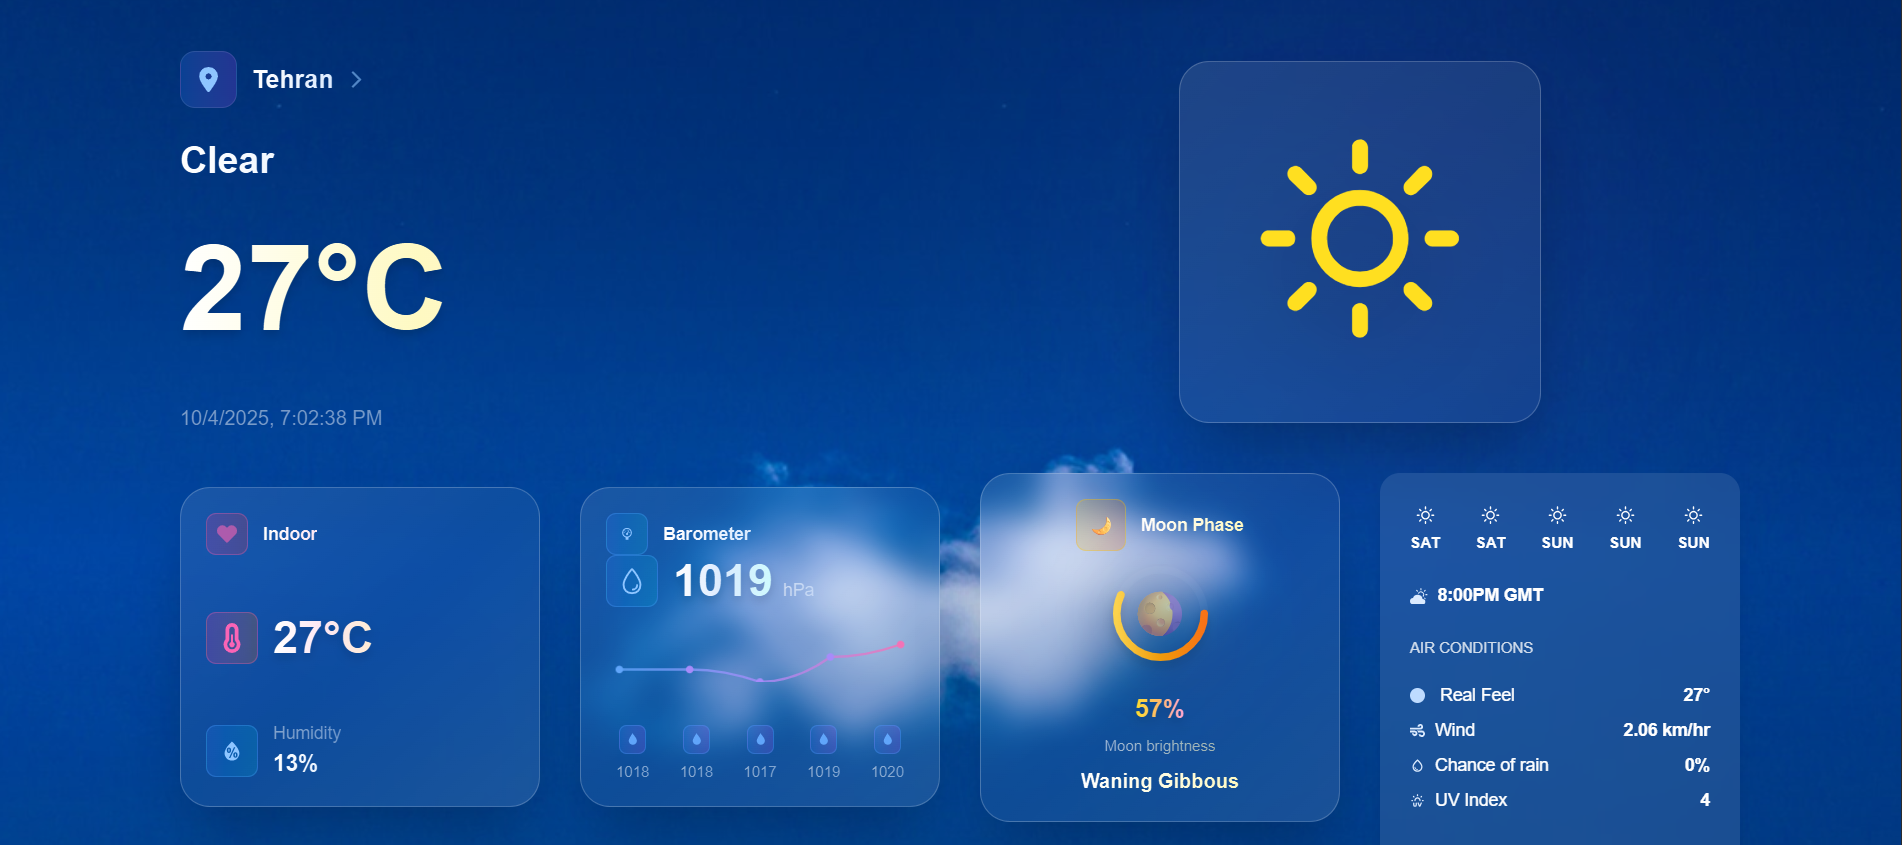 Tehran
Clear
27°C
10/4/2025, 7:02:38 PM
Indoor
27°C
Humidity
13%
Barometer
1019 hPa
1018 1018 1017 1019 1020
Moon Phase
57%
Moon brightness
Waning Gibbous
SAT SAT SUN SUN SUN
8:00PM GMT
AIR CONDITIONS
Real Feel 27°
Wind 2.06 km/hr
Chance of rain 0%
UV Index 4